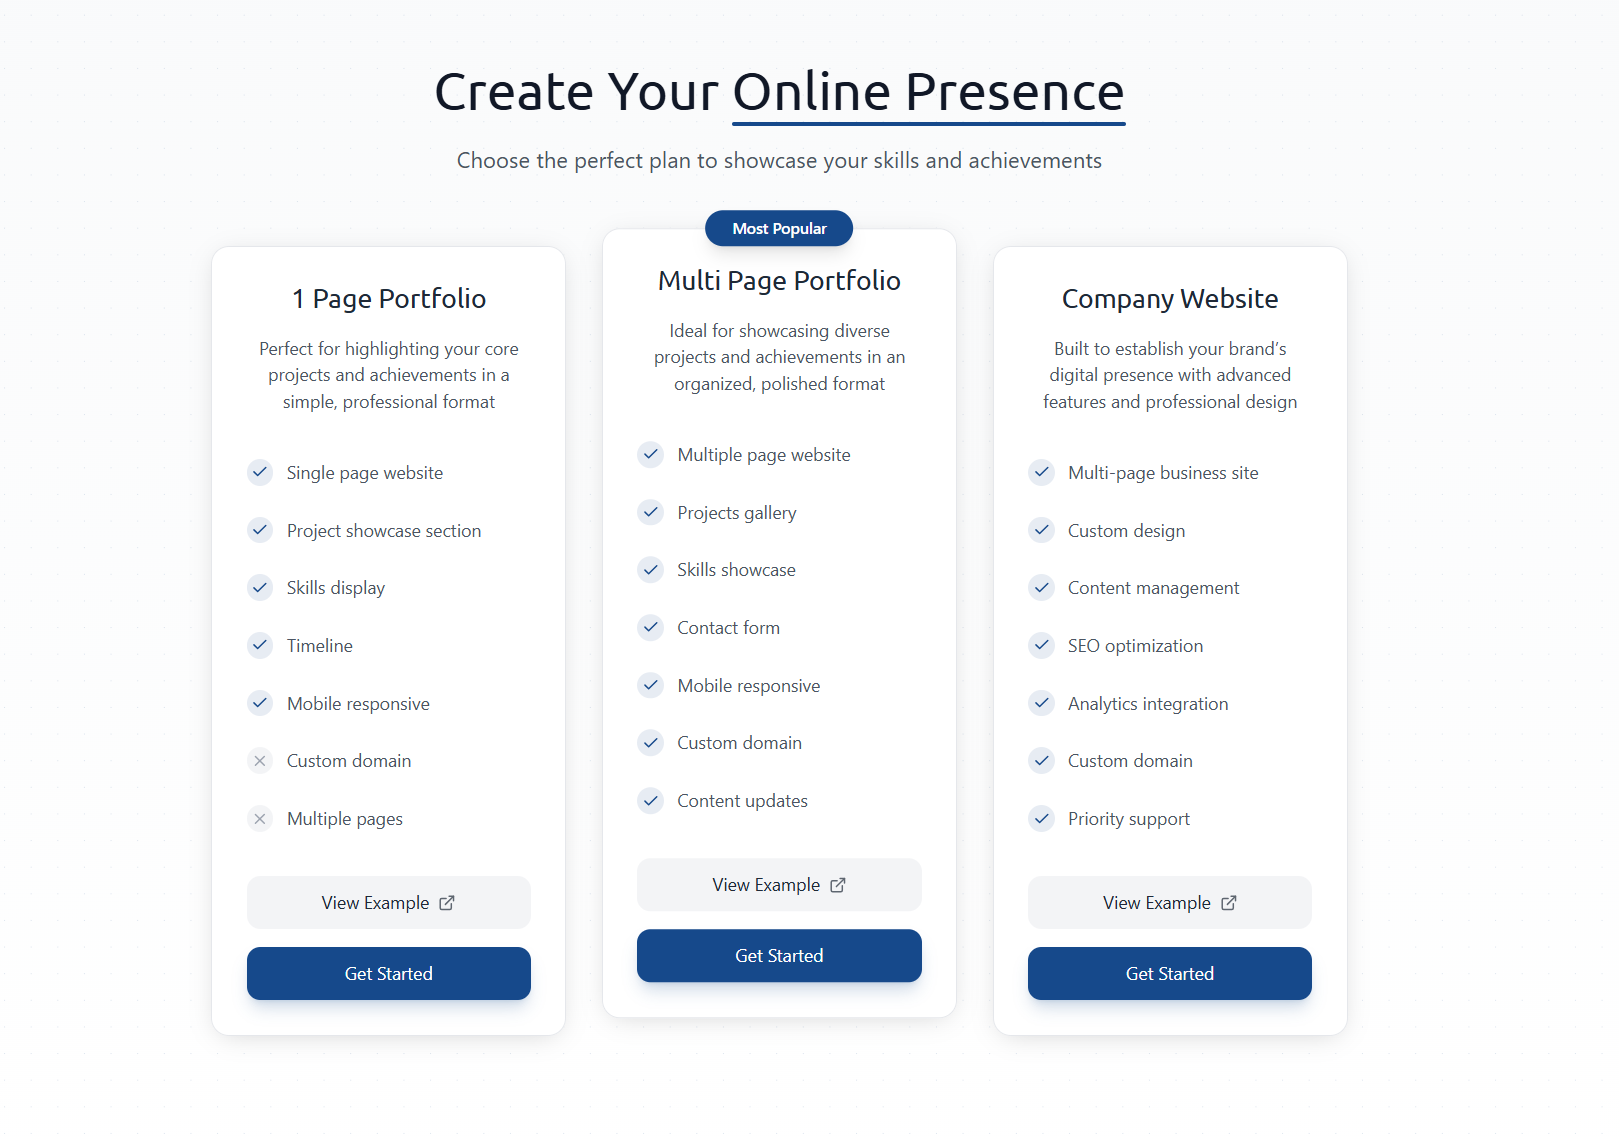 Create Your Online Presence
Choose the perfect plan to showcase your skills and achievements
1 Page Portfolio
Perfect for highlighting your core
projects and achievements in a
simple, professional format
Single page website
Project showcase section
Skills display
Timeline
Mobile responsive
Custom domain
Multiple pages
View Example
Get Started
Most Popular
Multi Page Portfolio
Ideal for showcasing diverse
projects and achievements in an
organized, polished format
Multiple page website
Projects gallery
Skills showcase
Contact form
Mobile responsive
Custom domain
Content updates
View Example
Get Started
Company Website
Built to establish your brand’s
digital presence with advanced
features and professional design
Multi-page business site
Custom design
Content management
SEO optimization
Analytics integration
Custom domain
Priority support
View Example
Get Started